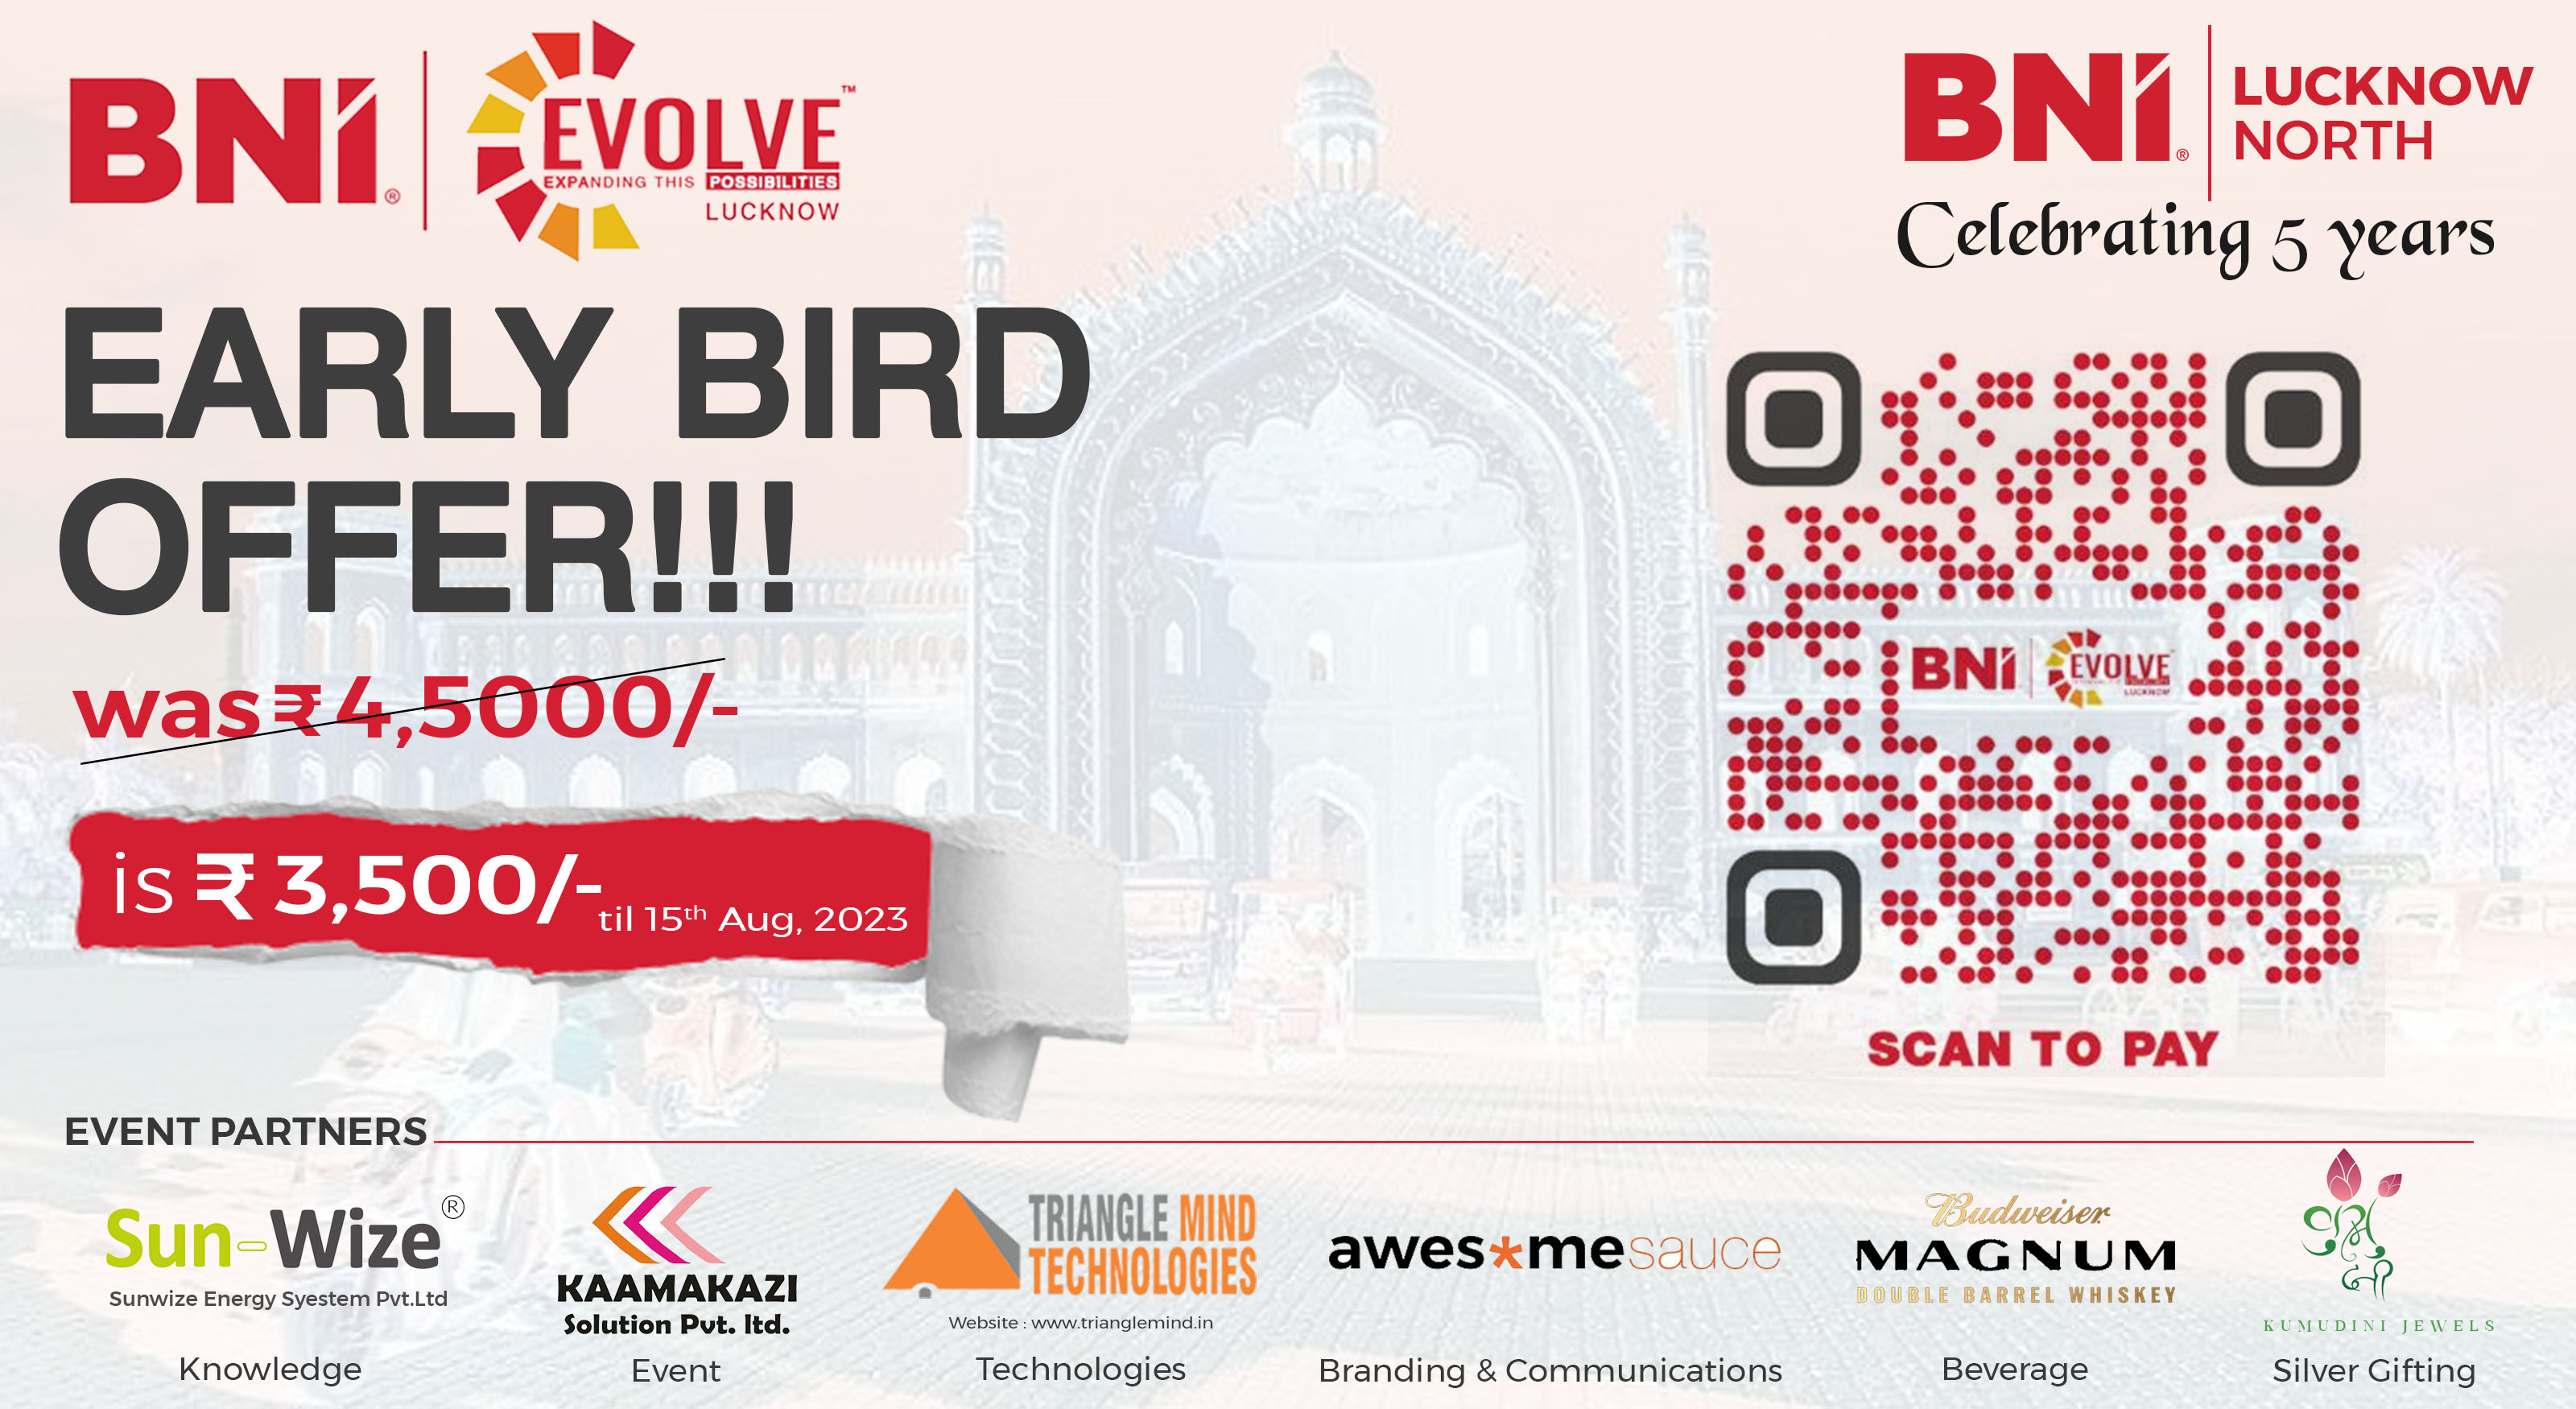 BNI®
EVOLVE™
EXPANDING THIS POSSIBILITIES
LUCKNOW
BNI®
LUCKNOW
NORTH
Celebrating 5 years
EARLY BIRD
OFFER!!!
was ₹ 4,5000/-
is ₹ 3,500/- til 15th Aug, 2023
BNI EVOLVE
LUCKNOW
SCAN TO PAY
EVENT PARTNERS
Sun-Wize®
Sunwize Energy Syestem Pvt.Ltd
Knowledge
KAAMAKAZI
Solution Pvt. ltd.
Event
TRIANGLE MIND
TECHNOLOGIES
Website : www.trianglemind.in
Technologies
awes*mesauce
Branding & Communications
Budweiser
MAGNUM
DOUBLE BARREL WHISKEY
Beverage
KUMUDINI JEWELS
Silver Gifting